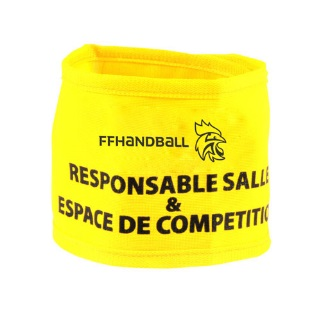 FFHANDBALL
RESPONSABLE SALLE
&
ESPACE DE COMPETITIO